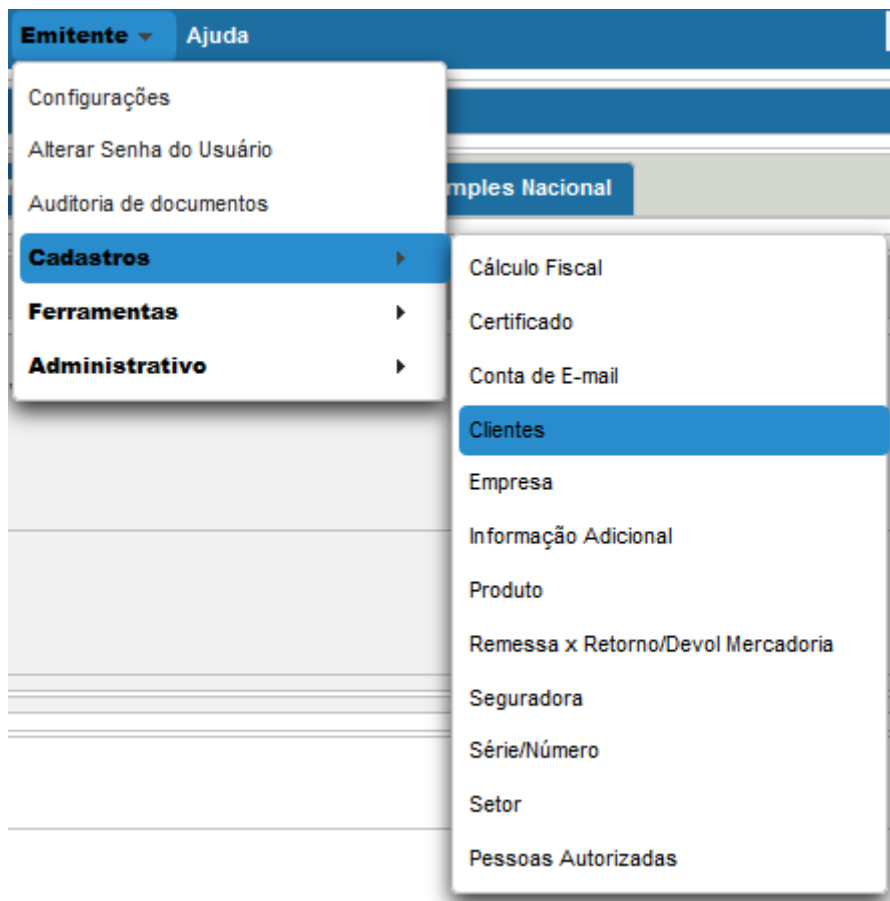 Emitente Ajuda
Configurações
Alterar Senha do Usuário
Auditoria de documentos
mples Nacional
Cadastros
Ferramentas
Administrativo
Cálculo Fiscal
Certificado
Conta de E-mail
Clientes
Empresa
Informação Adicional
Produto
Remessa x Retorno/Devol Mercadoria
Seguradora
Série/Número
Setor
Pessoas Autorizadas